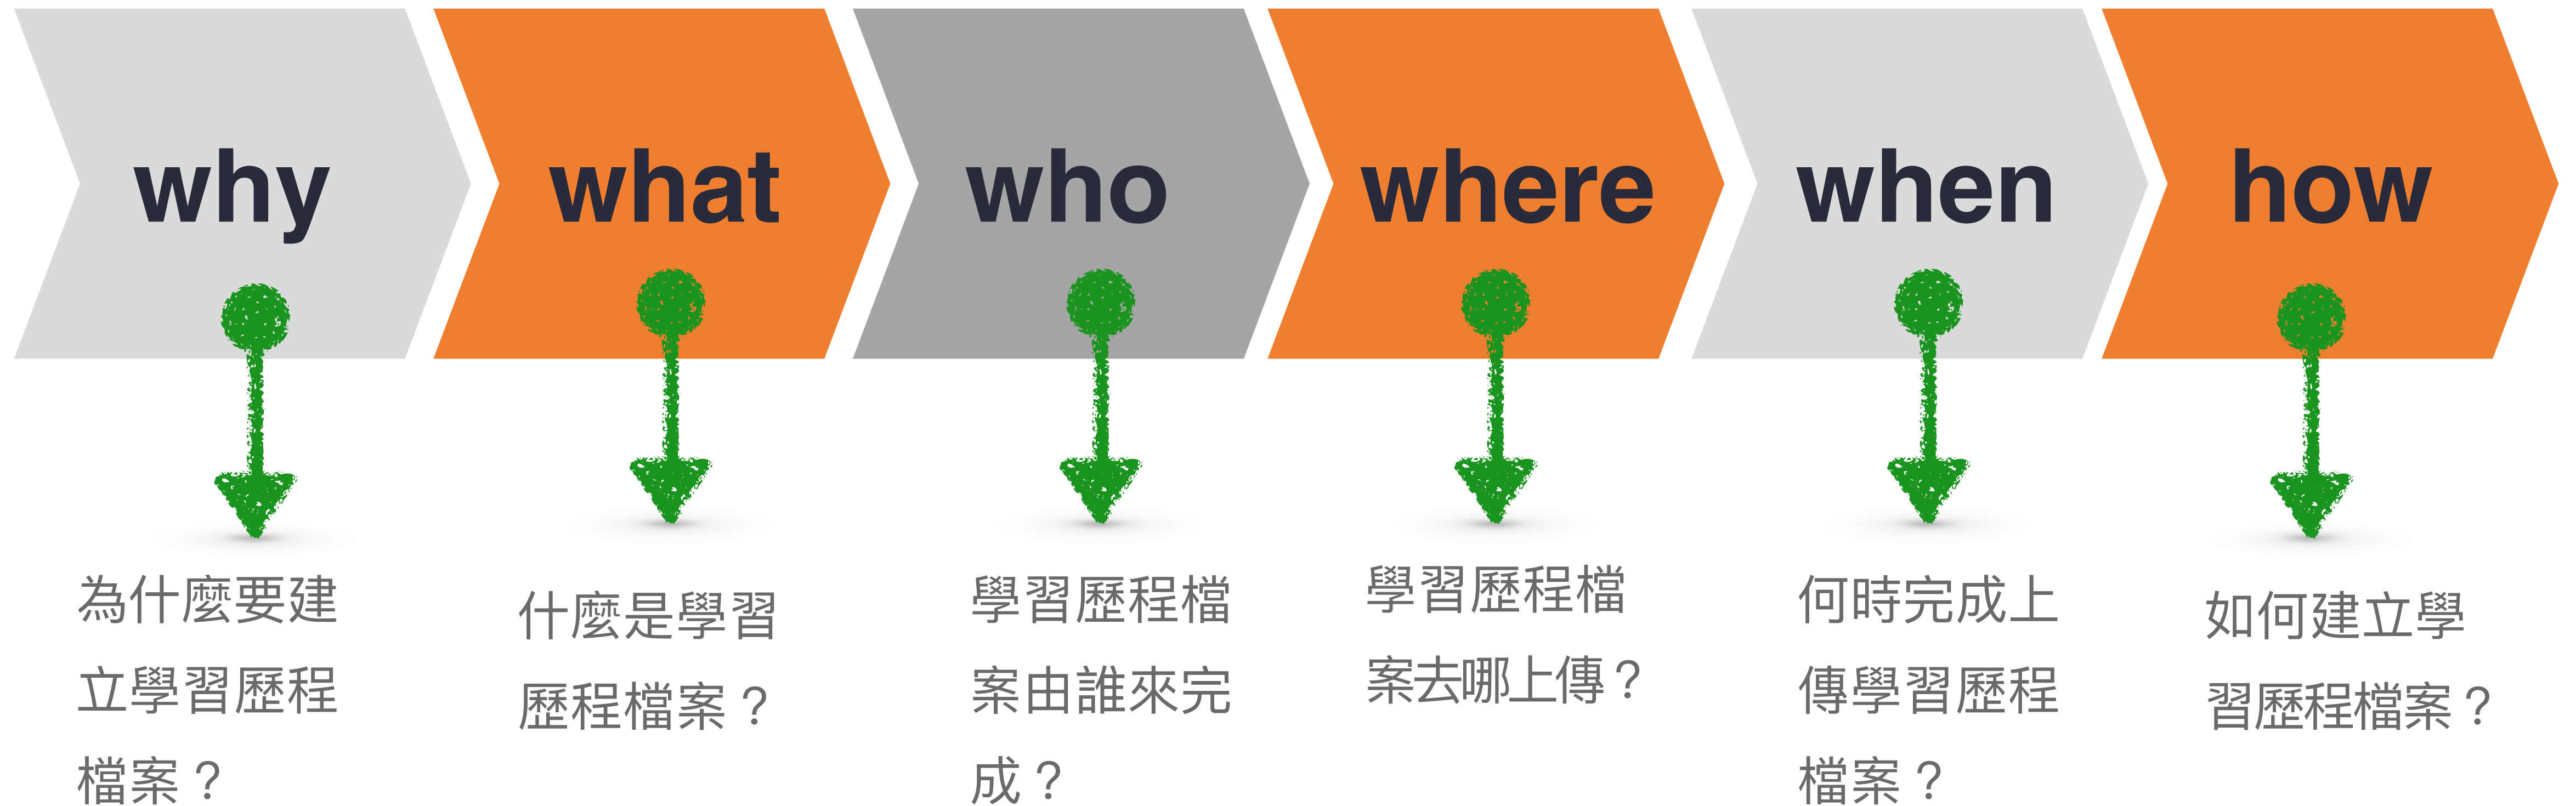 why
what
who
where
when
how
為什麼要建
立學習歷程
檔案？
什麼是學習
歷程檔案？
學習歷程檔
案由誰來完
成？
學習歷程檔
案去哪上傳？
何時完成上
傳學習歷程
檔案？
如何建立學
習歷程檔案？